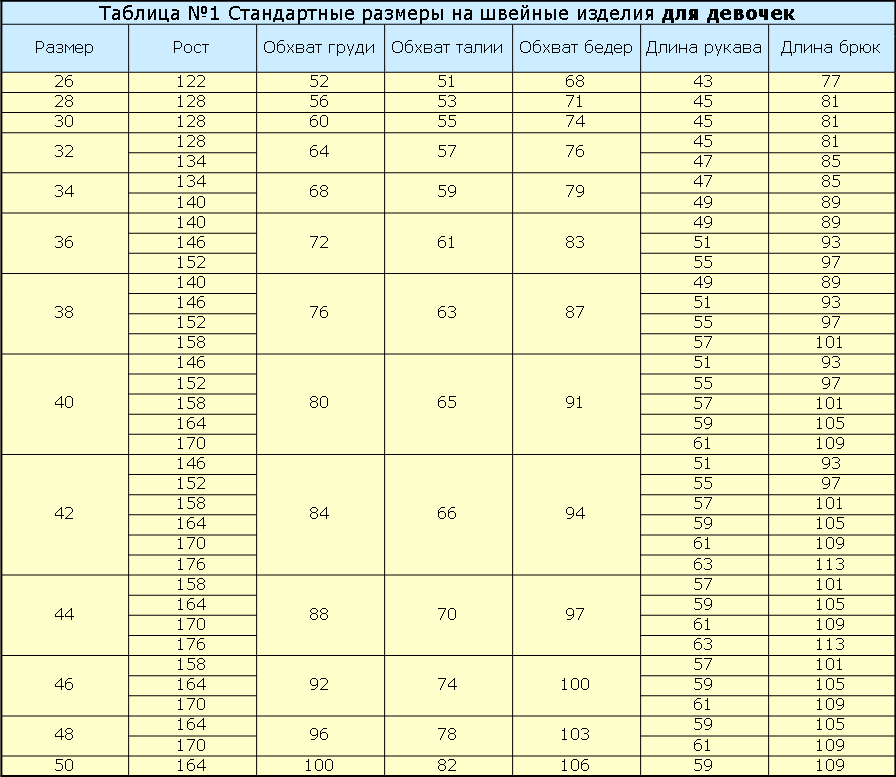 Таблица №1 Стандартные размеры на швейные изделия для девочек
Размер Рост Обхват груди Обхват талии Обхват бедер Длина рукава Длина брюк
26 122 52 51 68 43 77
28 128 56 53 71 45 81
30 128 60 55 74 45 81
32 128 64 57 76 45 81
134 47 85
34 134 68 59 79 47 85
140 49 89
36 140 72 61 83 49 89
146 51 93
152 55 97
38 140 76 63 87 49 89
146 51 93
152 55 97
158 57 101
40 146 80 65 91 51 93
152 55 97
158 57 101
164 59 105
170 61 109
42 146 84 66 94 51 93
152 55 97
158 57 101
164 59 105
170 61 109
176 63 113
44 158 88 70 97 57 101
164 59 105
170 61 109
176 63 113
46 158 92 74 100 57 101
164 59 105
170 61 109
48 164 96 78 103 59 105
170 61 109
50 164 100 82 106 59 109